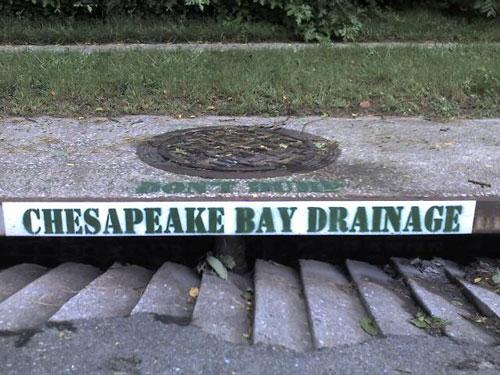 DON'T DUMP
CHESAPEAKE BAY DRAINAGE